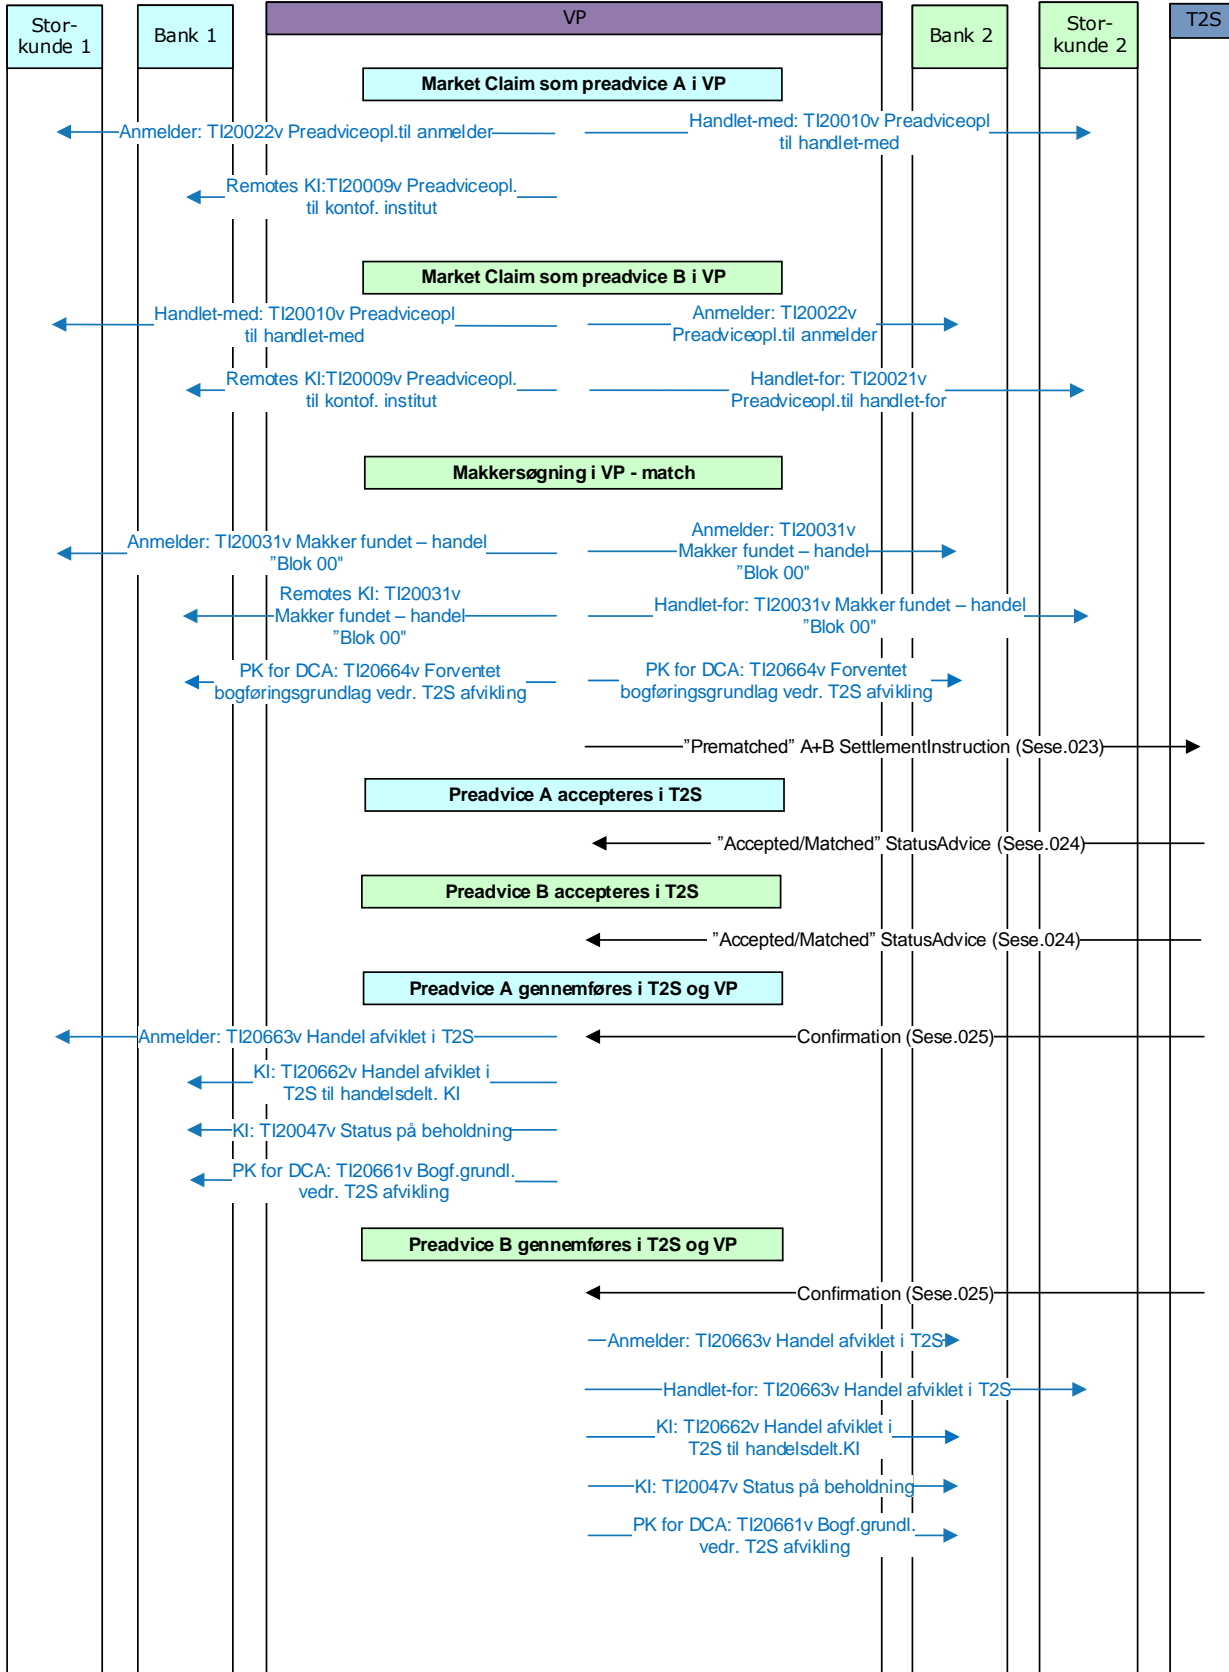 Stor-
kunde 1
Bank 1
VP
Bank 2
Stor-
kunde 2
T2S
Market Claim som preadvice A i VP
Anmelder: TI20022v Preadviceopl.til anmelder
Handlet-med: TI20010v Preadviceopl
til handlet-med
Remotes KI:TI20009v Preadviceopl.
til kontof. institut
Market Claim som preadvice B i VP
Handlet-med: TI20010v Preadviceopl
til handlet-med
Anmelder: TI20022v
Preadviceopl.til anmelder
Remotes KI:TI20009v Preadviceopl.
til kontof. institut
Handlet-for: TI20021v
Preadviceopl.til handlet-for
Makkersøgning i VP - match
Anmelder: TI20031v Makker fundet – handel
”Blok 00"
Anmelder: TI20031v
Makker fundet – handel
”Blok 00"
Remotes KI: TI20031v
Makker fundet – handel
”Blok 00"
Handlet-for: TI20031v Makker fundet – handel
”Blok 00"
PK for DCA: TI20664v Forventet
bogføringsgrundlag vedr. T2S afvikling
PK for DCA: TI20664v Forventet
bogføringsgrundlag vedr. T2S afvikling
”Prematched” A+B SettlementInstruction (Sese.023)
Preadvice A accepteres i T2S
”Accepted/Matched” StatusAdvice (Sese.024)
Preadvice B accepteres i T2S
”Accepted/Matched” StatusAdvice (Sese.024)
Preadvice A gennemføres i T2S og VP
Anmelder: TI20663v Handel afviklet i T2S
Confirmation (Sese.025)
KI: TI20662v Handel afviklet i
T2S til handelsdelt. KI
KI: TI20047v Status på beholdning
PK for DCA: TI20661v Bogf.grundl.
vedr. T2S afvikling
Preadvice B gennemføres i T2S og VP
Confirmation (Sese.025)
Anmelder: TI20663v Handel afviklet i T2S
Handlet-for: TI20663v Handel afviklet i T2S
KI: TI20662v Handel afviklet i
T2S til handelsdelt.KI
KI: TI20047v Status på beholdning
PK for DCA: TI20661v Bogf.grundl.
vedr. T2S afvikling